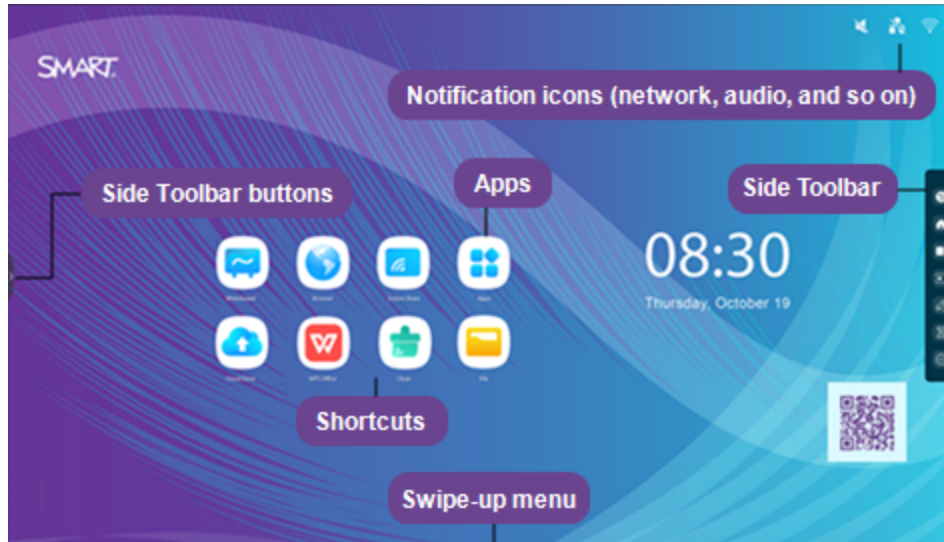 SMART
Notification icons (network, audio, and so on)
Side Toolbar buttons
Apps
Side Toolbar
08:30
Thursday, October 19
Shortcuts
Swipe-up menu